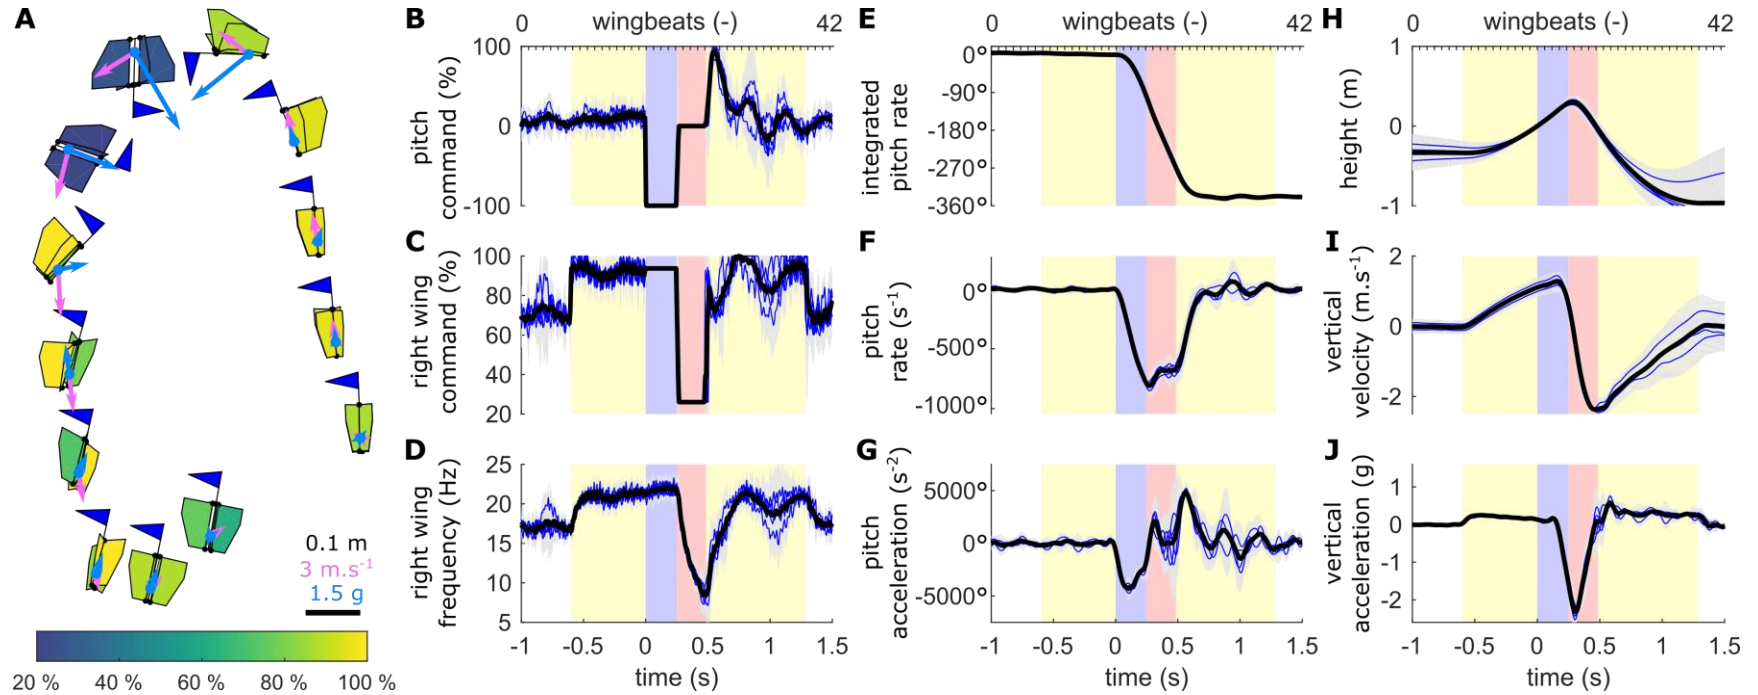 A
0.1 m
3 m.s-1
1.5 g
20 % 40 % 60 % 80 % 100 %
B
0 wingbeats (-) 42
100
0
-100
pitch
command (%)
C
100
80
60
40
20
right wing
command (%)
D
25
20
15
10
5
right wing
frequency (Hz)
-1 -0.5 0 0.5 1 1.5
time (s)
E
0 wingbeats (-) 42
0°
-90°
-180°
-270°
-360°
integrated
pitch rate
F
0°
-500°
-1000°
pitch
rate (s-1)
G
5000°
0°
-5000°
pitch
acceleration (s-2)
-1 -0.5 0 0.5 1 1.5
time (s)
H
0 wingbeats (-) 42
1
0
-1
height (m)
I
2
0
-2
vertical
velocity (m.s-1)
J
1
0
-1
-2
vertical
acceleration (g)
-1 -0.5 0 0.5 1 1.5
time (s)